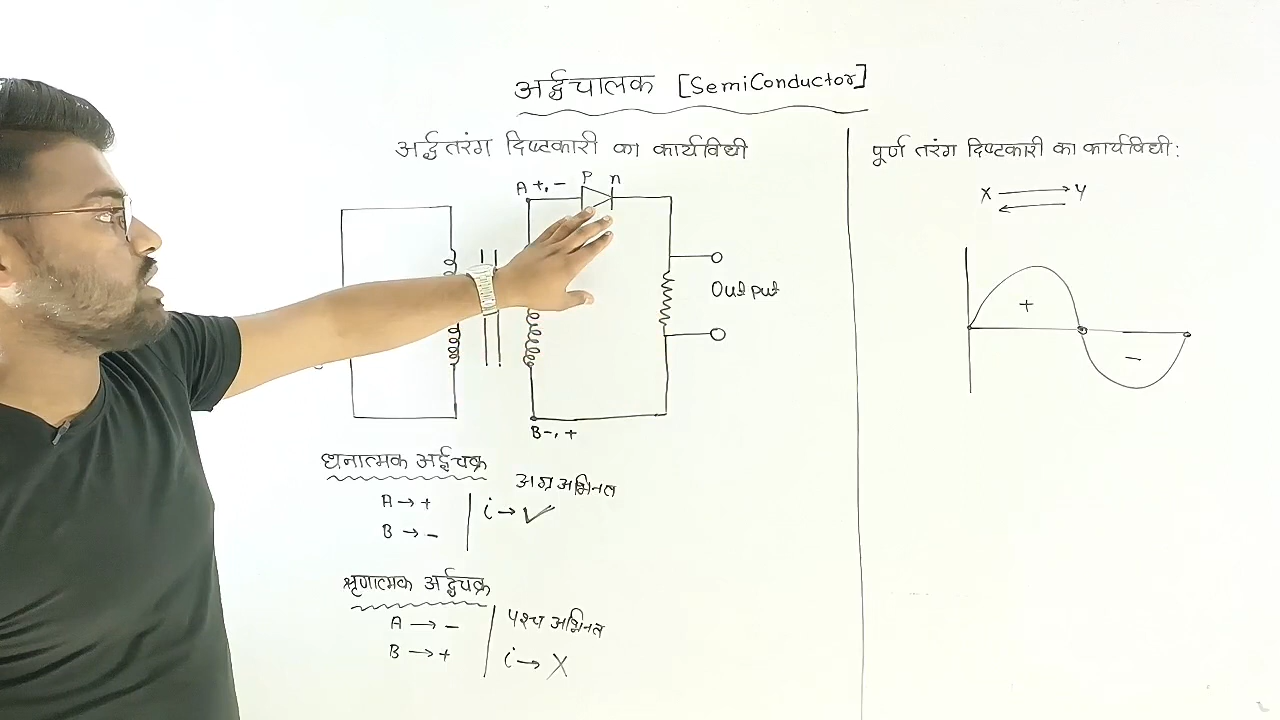 अर्द्धचालक [SemiConductor]
अर्द्धतरंग दिष्टकारी का कार्यविधी
A +, -
P n
Output
B -, +
धनात्मक अर्द्धचक्र
अग्र अभिनत
A → +
i → ✓
B → -
ऋणात्मक अर्द्धचक्र
A → -
पश्च अभिनत
B → +
i → X
पूर्ण तरंग दिष्टकारी का कार्यविधी:
X → Y
←
+
-